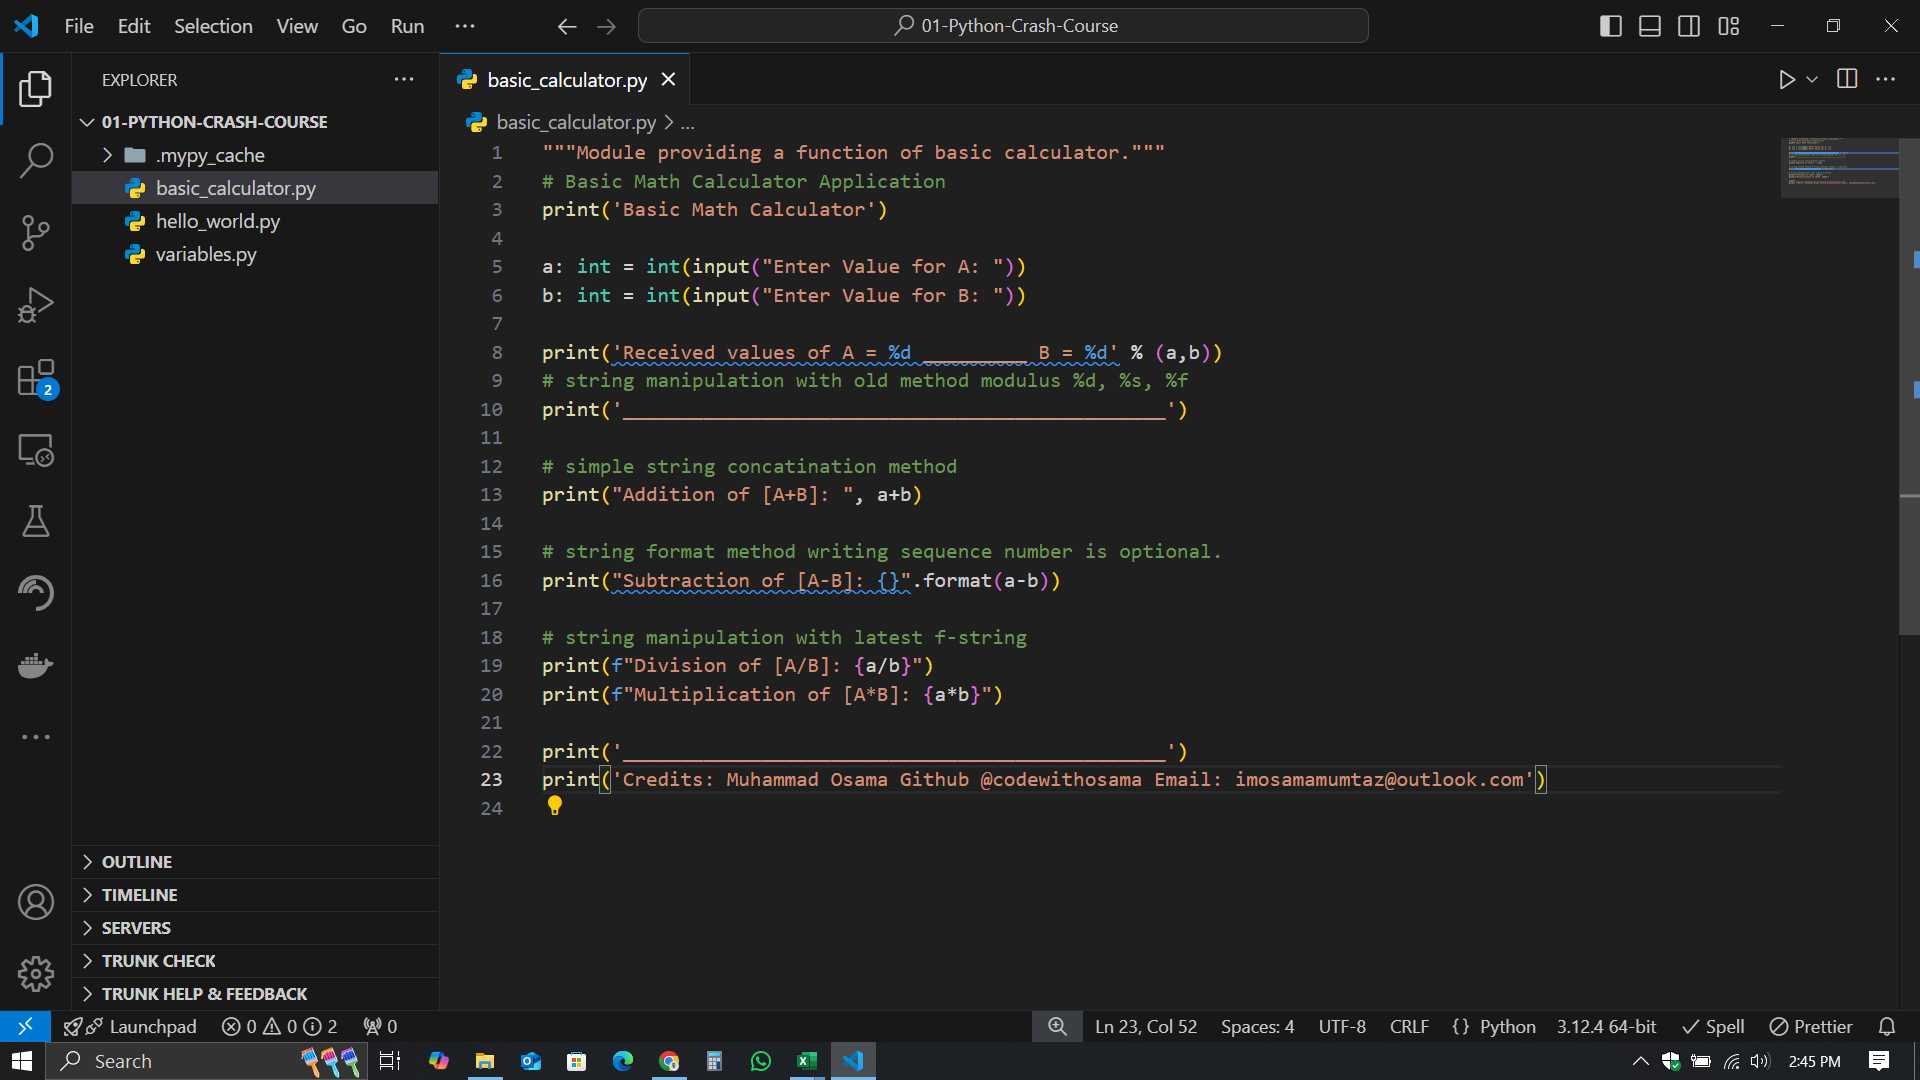 File Edit Selection View Go Run ... 01-Python-Crash-Course
EXPLORER ...
01-PYTHON-CRASH-COURSE
.mypy_cache
basic_calculator.py
hello_world.py
variables.py
OUTLINE
TIMELINE
SERVERS
TRUNK CHECK
TRUNK HELP & FEEDBACK
basic_calculator.py
basic_calculator.py > ...
1 """Module providing a function of basic calculator."""
2 # Basic Math Calculator Application
3 print('Basic Math Calculator')
4
5 a: int = int(input("Enter Value for A: "))
6 b: int = int(input("Enter Value for B: "))
7
8 print('Received values of A = %d _________ B = %d' % (a,b))
9 # string manipulation with old method modulus %d, %s, %f
10 print('_______________________________________________')
11
12 # simple string concatination method
13 print("Addition of [A+B]: ", a+b)
14
15 # string format method writing sequence number is optional.
16 print("Subtraction of [A-B]: {}".format(a-b))
17
18 # string manipulation with latest f-string
19 print(f"Division of [A/B]: {a/b}")
20 print(f"Multiplication of [A*B]: {a*b}")
21
22 print('_______________________________________________')
23 print('Credits: Muhammad Osama Github @codewithosama Email: imosamamumtaz@outlook.com')
24
2
Launchpad 0 0 2 0 Ln 23, Col 52 Spaces: 4 UTF-8 CRLF {} Python 3.12.4 64-bit Spell Prettier
Search 2:45 PM